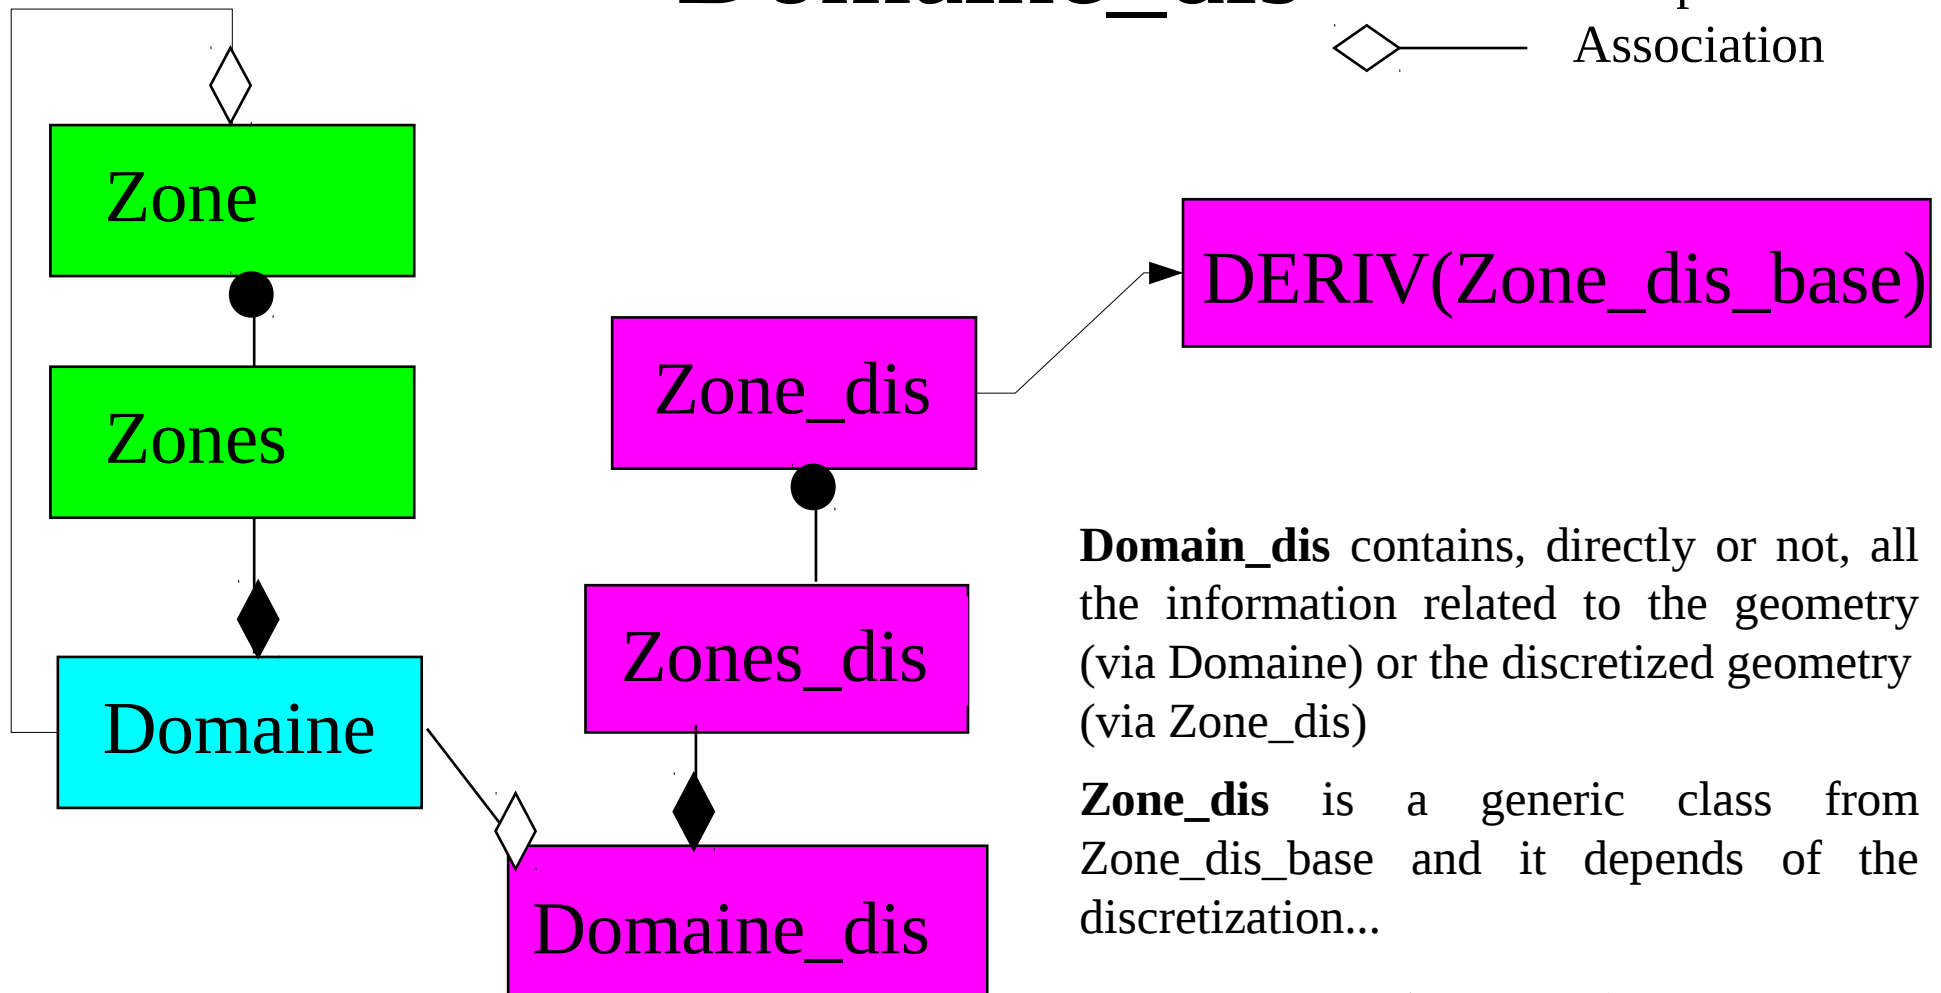 Domaine_dis
Association
Zone
DERIV(Zone_dis_base)
Zone_dis
Zones
Domain_dis contains, directly or not, all
the information related to the geometry
(via Domaine) or the discretized geometry
(via Zone_dis)
Zones_dis
Domaine
Zone_dis is a generic class from
Zone_dis_base and it depends of the
discretization...
Domaine_dis